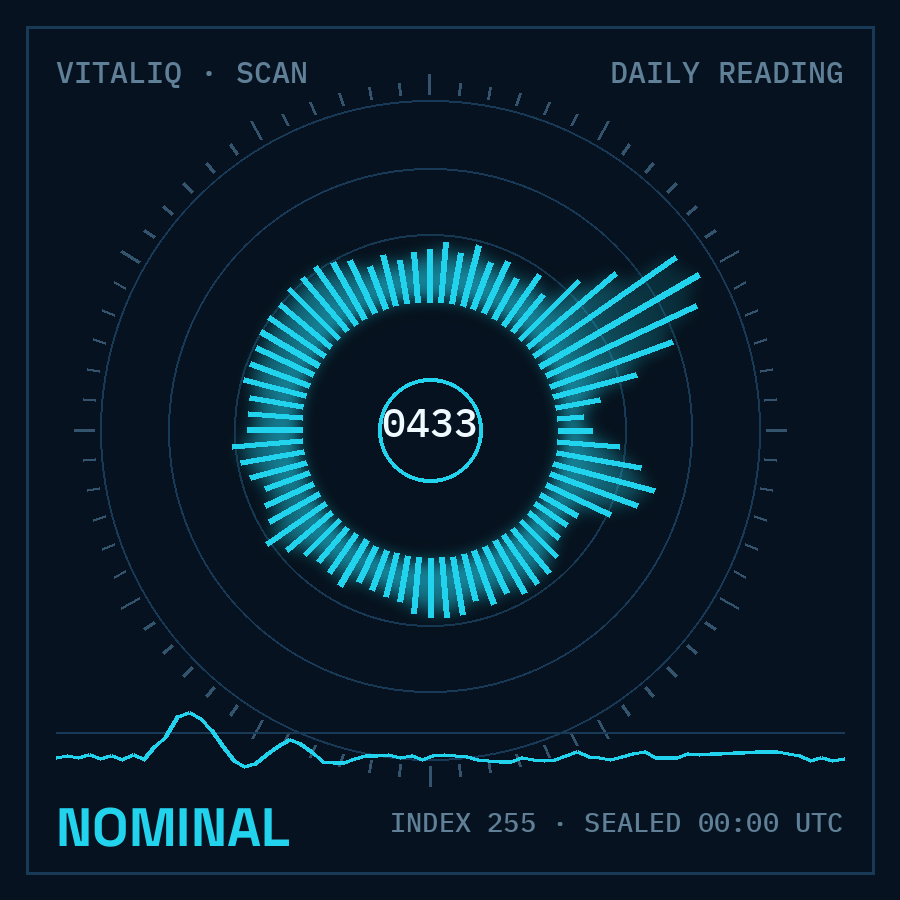 VITALIQ · SCAN
DAILY READING
0433
NOMINAL
INDEX 255 · SEALED 00:00 UTC